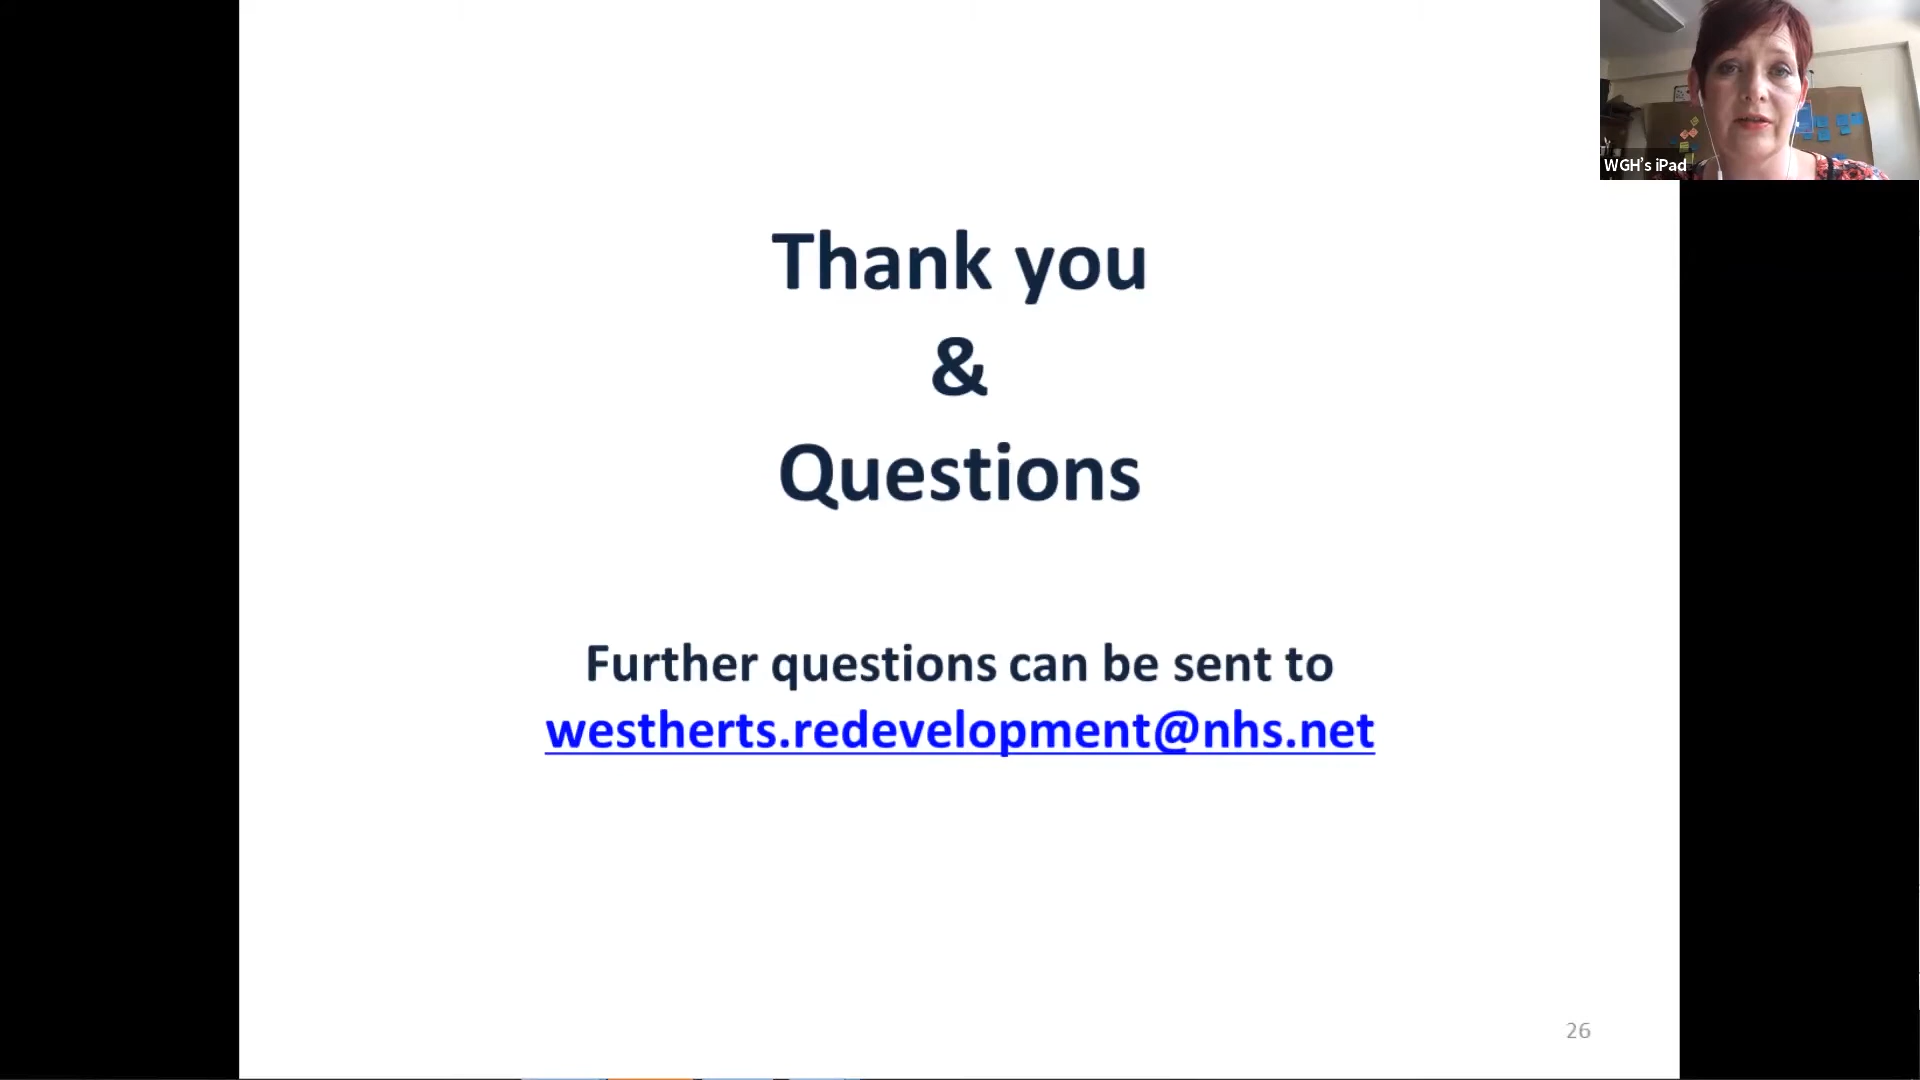 Thank you
&
Questions
Further questions can be sent to
westherts.redevelopment@nhs.net
WGH's iPad
26